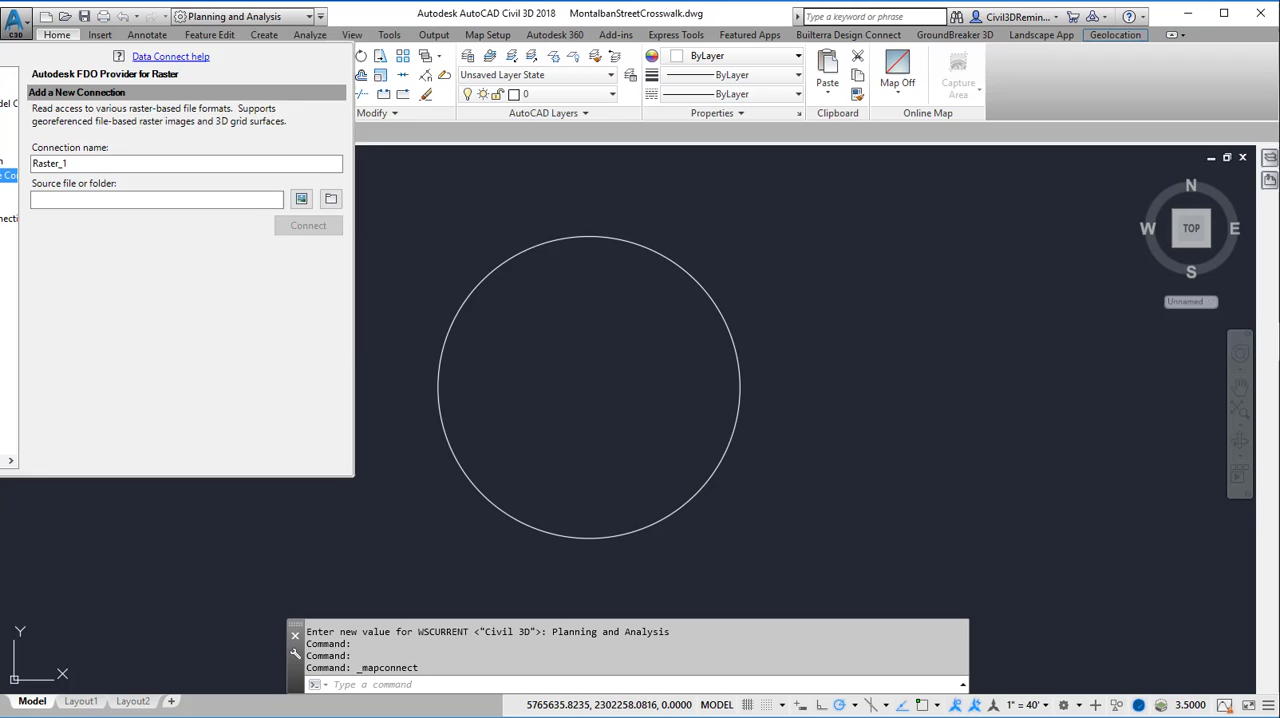 Planning and Analysis
Autodesk AutoCAD Civil 3D 2018 MontalbanStreetCrosswalk.dwg
Type a keyword or phrase
Civil3DRemin...
C3D
Home Insert Annotate Feature Edit Create Analyze View Tools Output Map Setup Autodesk 360 Add-ins Express Tools Featured Apps Builterra Design Connect GroundBreaker 3D Landscape App Geolocation
Data Connect help
Autodesk FDO Provider for Raster
Add a New Connection
Read access to various raster-based file formats. Supports
georeferenced file-based raster images and 3D grid surfaces.
Connection name:
Raster_1
Source file or folder:
Connect
Unsaved Layer State
0
ByLayer
ByLayer
ByLayer
Paste
Map Off
Capture
Area
Modify AutoCAD Layers Properties Clipboard Online Map
N
W TOP E
S
Unnamed
Y
X
Enter new value for WSCURRENT <"Civil 3D">: Planning and Analysis
Command:
Command:
Command: _mapconnect
Type a command
Model Layout1 Layout2 +
5765635.8235, 2302258.0816, 0.0000 MODEL 1" = 40' 3.5000